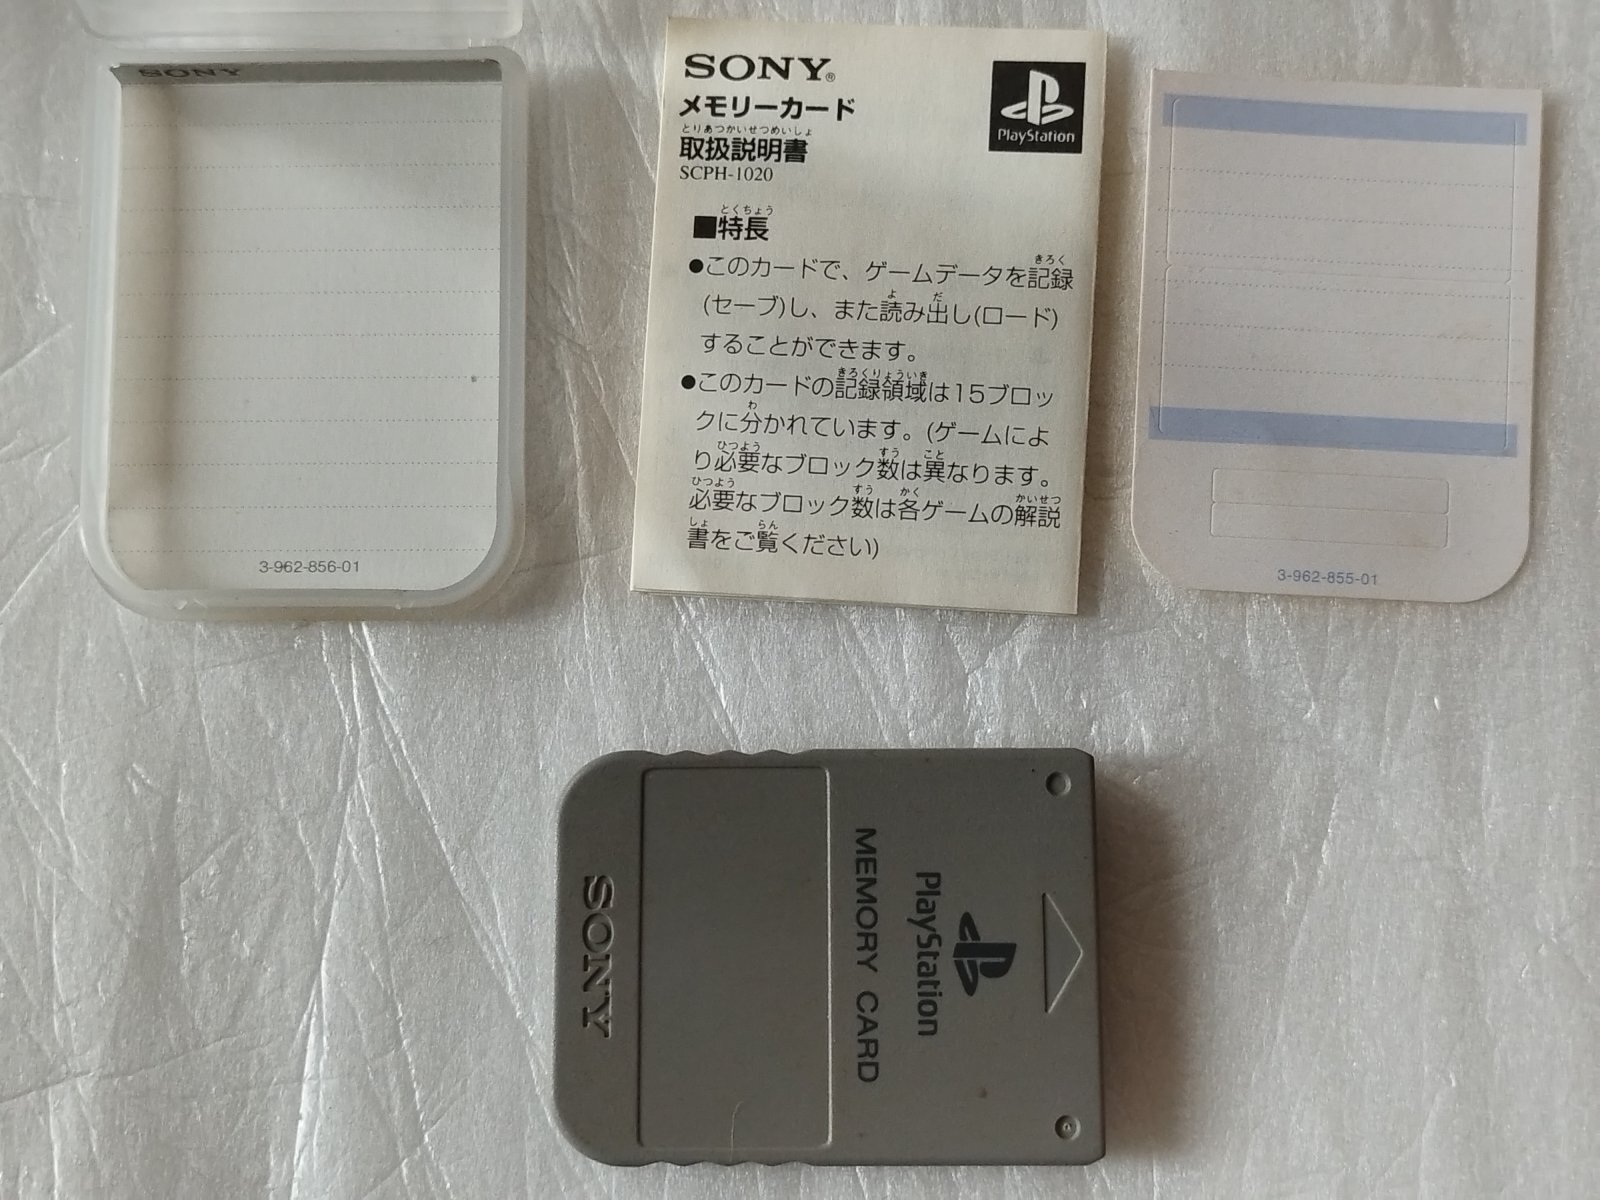 SONY
3-962-856-01
SONY®
メモリーカード
とりあつかいせつめいしょ
取扱説明書
SCPH-1020
PlayStation
とくちょう
■特長
きろく
●このカードで、ゲームデータを記録
よ だ
(セーブ)し、また読み出し(ロード)
することができます。
きろくりょういき
●このカードの記録領域は15ブロッ
わ
クに分かれています。(ゲームによ
ひつよう すう こと
り必要なブロック数は異なります。
ひつよう すう かく かいせつ
必要なブロック数は各ゲームの解説
しょ らん
書をご覧ください)
3-962-855-01
SONY
MEMORY CARD
PlayStation